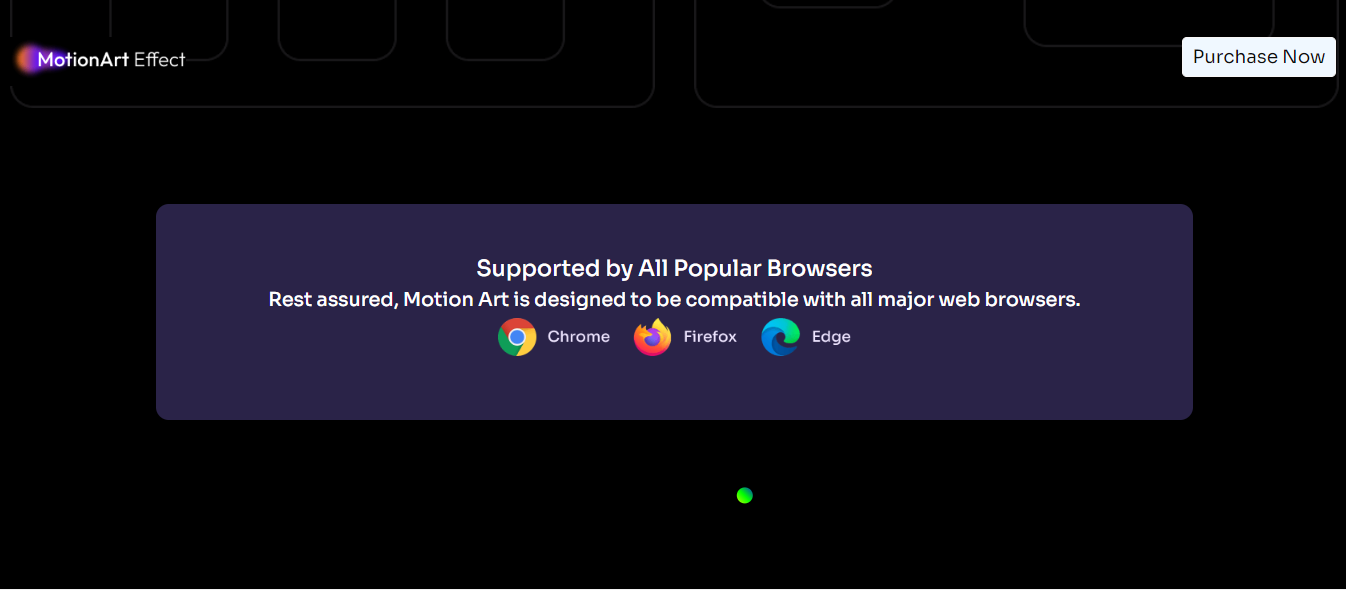 MotionArt Effect
Purchase Now
Supported by All Popular Browsers
Rest assured, Motion Art is designed to be compatible with all major web browsers.
Chrome Firefox Edge